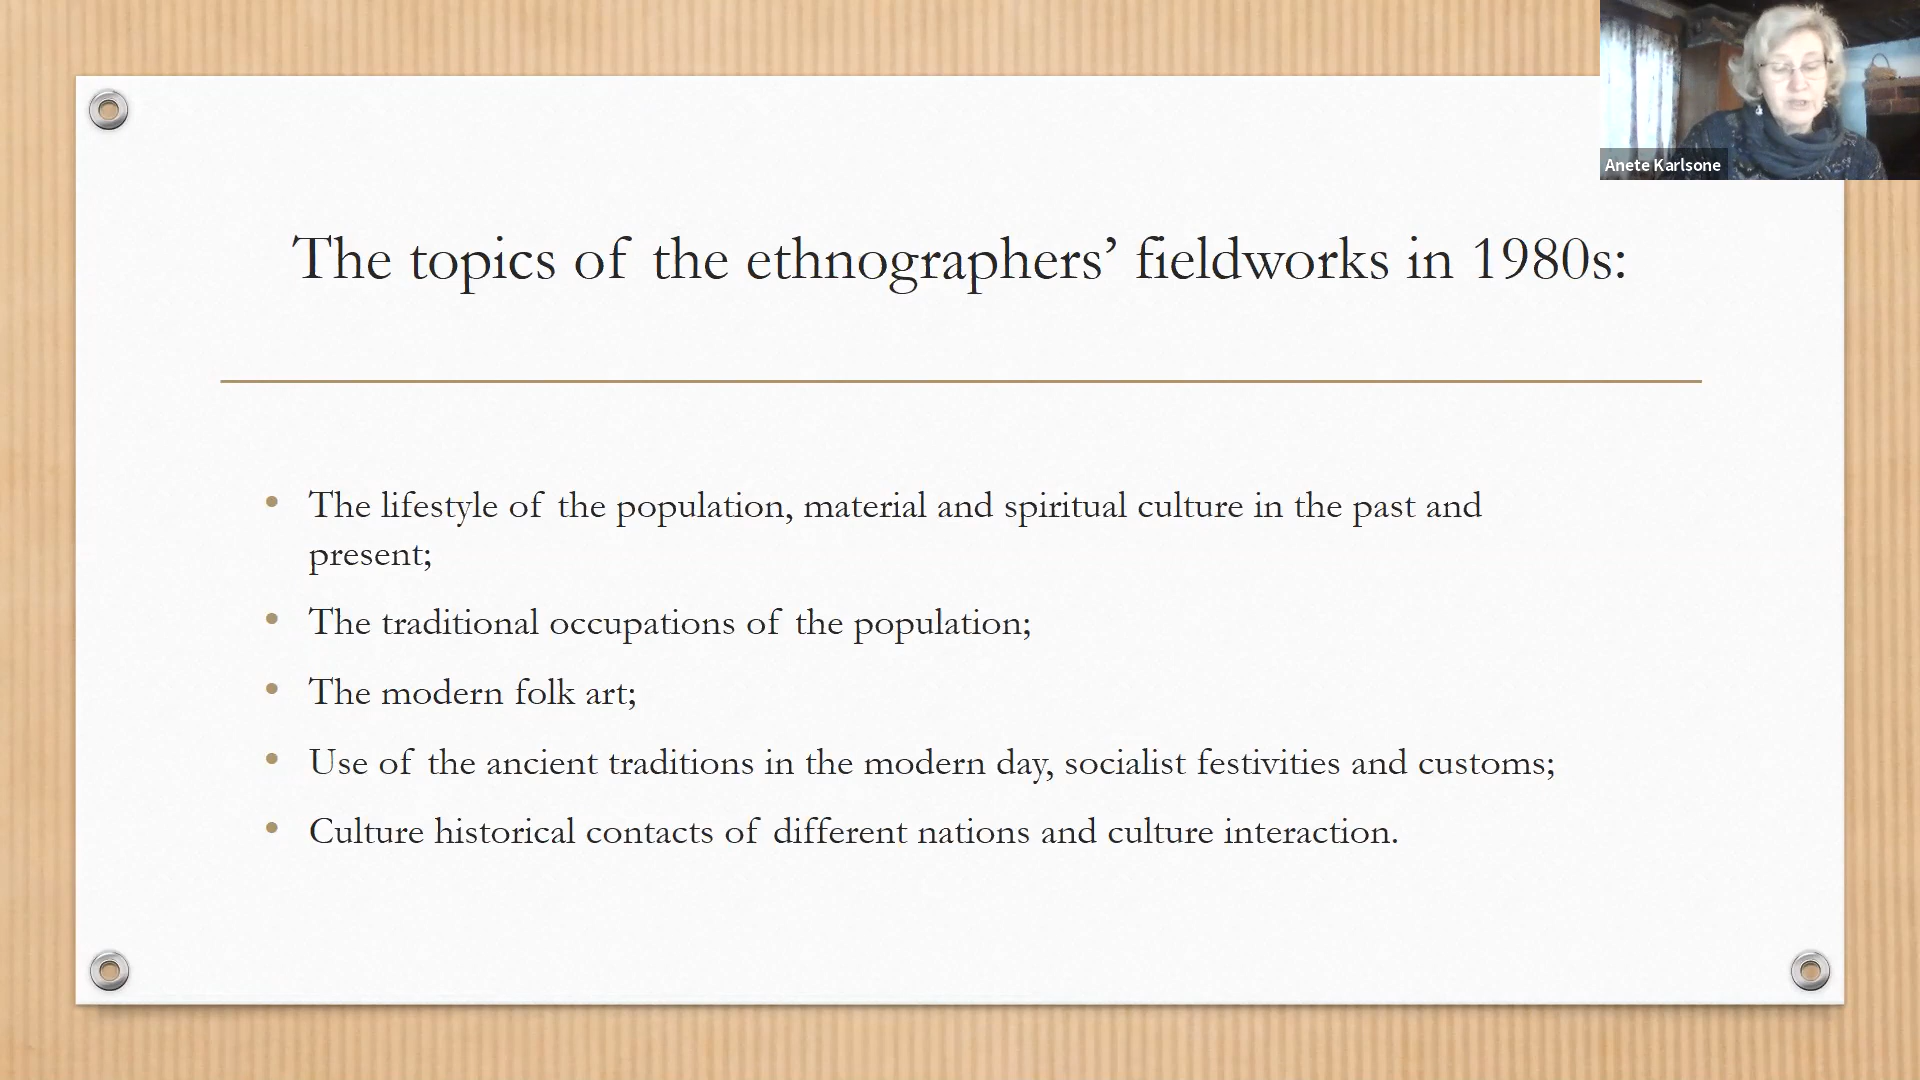 Anete Karlsone
The topics of the ethnographers’ fieldworks in 1980s:
• The lifestyle of the population, material and spiritual culture in the past and
present;
• The traditional occupations of the population;
• The modern folk art;
• Use of the ancient traditions in the modern day, socialist festivities and customs;
• Culture historical contacts of different nations and culture interaction.